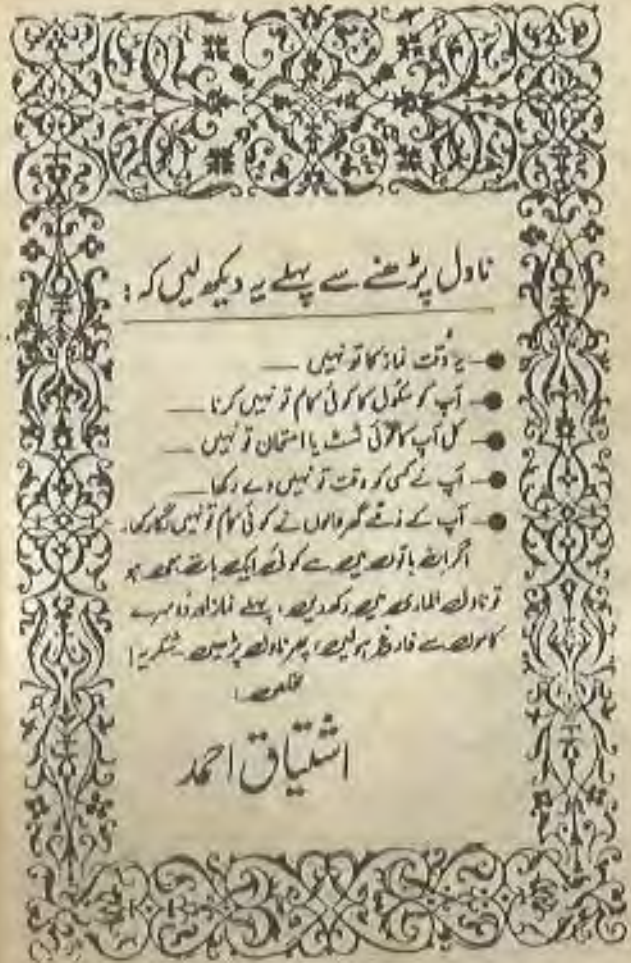 ناول پڑھنے سے پہلے یہ دیکھ لیں کہ :
یہ وقت نماز کا تو نہیں ——
آپ کو سکول کا کوئی کام تو نہیں کرنا ——
کل آپ کا کوئی ٹسٹ یا امتحان تو نہیں ——
آپ نے کسی کو وقت تو نہیں دے رکھا ——
آپ کے ذمّے گھر والوں نے کوئی کام تو نہیں لگا رکھا۔
اگر ان باتوں میں سے کوئی ایک بات بھی ہو
تو ناول الماری میں رکھ دیں، پہلے نماز اور دوسرے
کاموں سے فارغ ہو لیں، پھر ناول پڑھیں۔ شکریہ!
مخلص :
اشتیاق احمد